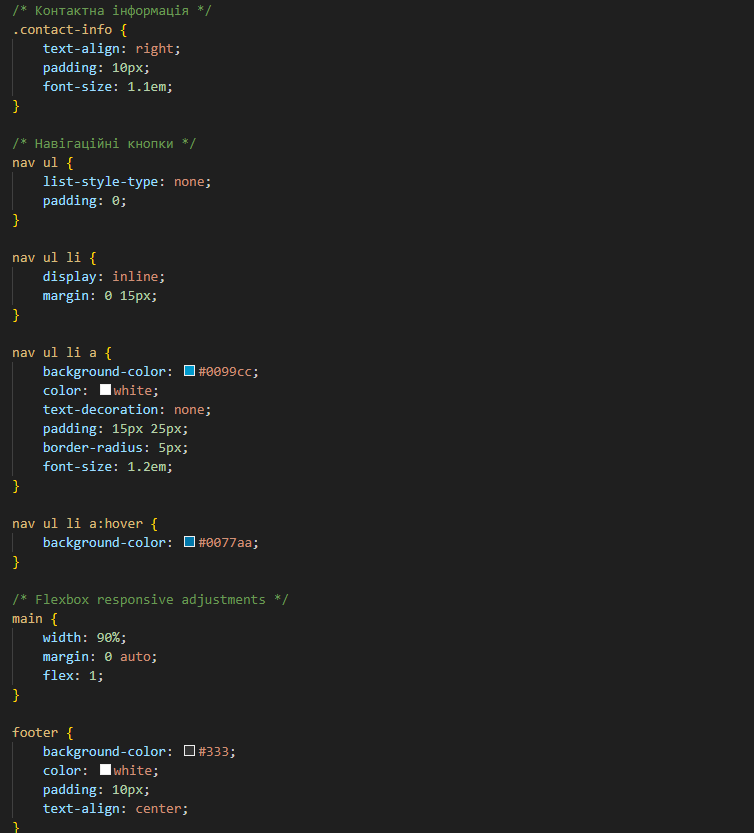 /* Контактна інформація */
.contact-info {
    text-align: right;
    padding: 10px;
    font-size: 1.1em;
}

/* Навігаційні кнопки */
nav ul {
    list-style-type: none;
    padding: 0;
}

nav ul li {
    display: inline;
    margin: 0 15px;
}

nav ul li a {
    background-color: #0099cc;
    color: white;
    text-decoration: none;
    padding: 15px 25px;
    border-radius: 5px;
    font-size: 1.2em;
}

nav ul li a:hover {
    background-color: #0077aa;
}

/* Flexbox responsive adjustments */
main {
    width: 90%;
    margin: 0 auto;
    flex: 1;
}

footer {
    background-color: #333;
    color: white;
    padding: 10px;
    text-align: center;
}